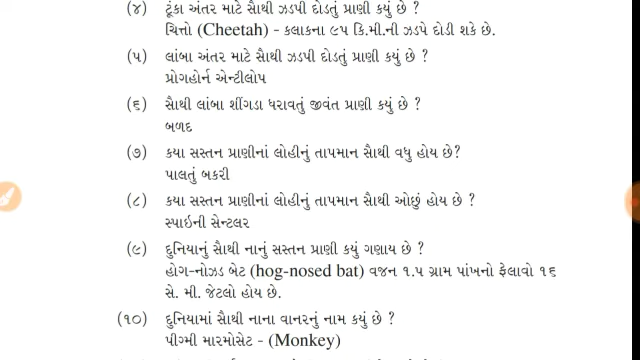 (૪) ટૂંકા અંતર માટે સૌથી ઝડપી દોડતું પ્રાણી કયું છે ?
ચિત્તો (Cheetah) - કલાકના ૯૫ કિ.મી.ની ઝડપે દોડી શકે છે.
(૫) લાંબા અંતર માટે સૌથી ઝડપી દોડતું પ્રાણી કયું છે ?
પ્રોગહોર્ન એન્ટીલોપ
(૬) સૌથી લાંબા શીંગડા ધરાવતું જીવંત પ્રાણી કયું છે ?
બળદ
(૭) કયા સસ્તન પ્રાણીનાં લોહીનું તાપમાન સૌથી વધુ હોય છે?
પાલતું બકરી
(૮) કયા સસ્તન પ્રાણીનાં લોહીનું તાપમાન સૌથી ઓછું હોય છે ?
સ્પાઇની સેન્ટલર
(૯) દુનિયાનું સૌથી નાનું સસ્તન પ્રાણી કયું ગણાય છે ?
હોગ-નોઝડ બેટ (hog-nosed bat) વજન ૧.૫ ગ્રામ પાંખનો ફેલાવો ૧૬
સે. મી. જેટલો હોય છે.
(૧૦) દુનિયામાં સૌથી નાના વાનરનું નામ કયું છે ?
પીગ્મી મારમોસેટ - (Monkey)